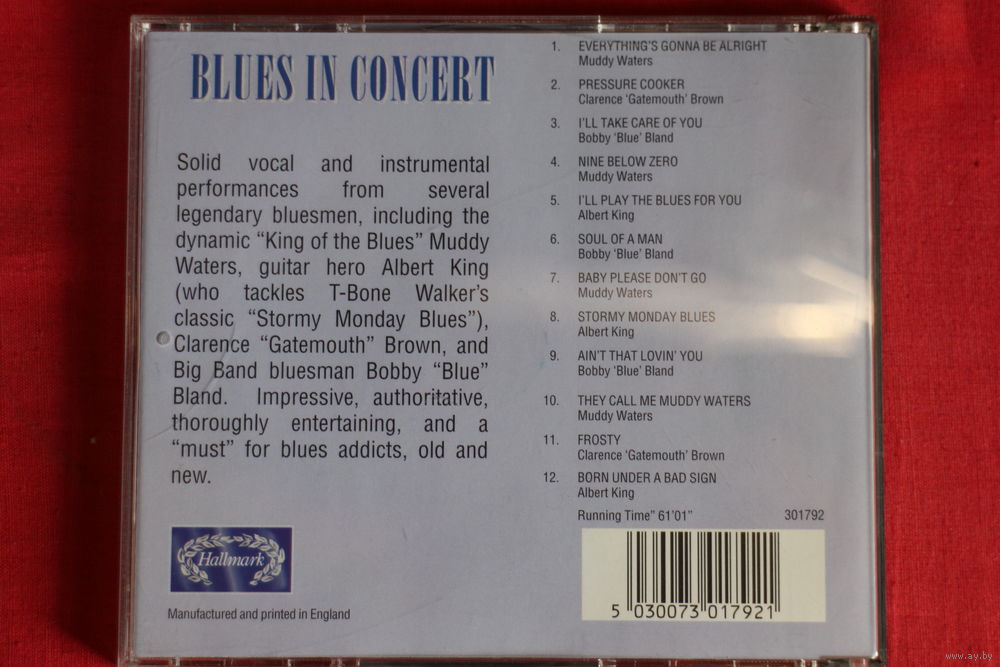 BLUES IN CONCERT
Solid vocal and instrumental
performances from several
legendary bluesmen, including the
dynamic “King of the Blues” Muddy
Waters, guitar hero Albert King
(who tackles T-Bone Walker’s
classic “Stormy Monday Blues”),
Clarence “Gatemouth” Brown, and
Big Band bluesman Bobby “Blue”
Bland. Impressive, authoritative,
thoroughly entertaining, and a
“must” for blues addicts, old and
new.
Hallmark
Manufactured and printed in England
1. EVERYTHING’S GONNA BE ALRIGHT
Muddy Waters
2. PRESSURE COOKER
Clarence ‘Gatemouth’ Brown
3. I’LL TAKE CARE OF YOU
Bobby ‘Blue’ Bland
4. NINE BELOW ZERO
Muddy Waters
5. I’LL PLAY THE BLUES FOR YOU
Albert King
6. SOUL OF A MAN
Bobby ‘Blue’ Bland
7. BABY PLEASE DON’T GO
Muddy Waters
8. STORMY MONDAY BLUES
Albert King
9. AIN’T THAT LOVIN’ YOU
Bobby ‘Blue’ Bland
10. THEY CALL ME MUDDY WATERS
Muddy Waters
11. FROSTY
Clarence ‘Gatemouth’ Brown
12. BORN UNDER A BAD SIGN
Albert King
Running Time” 61’01” 301792
5 030073 017921
www.ay.by